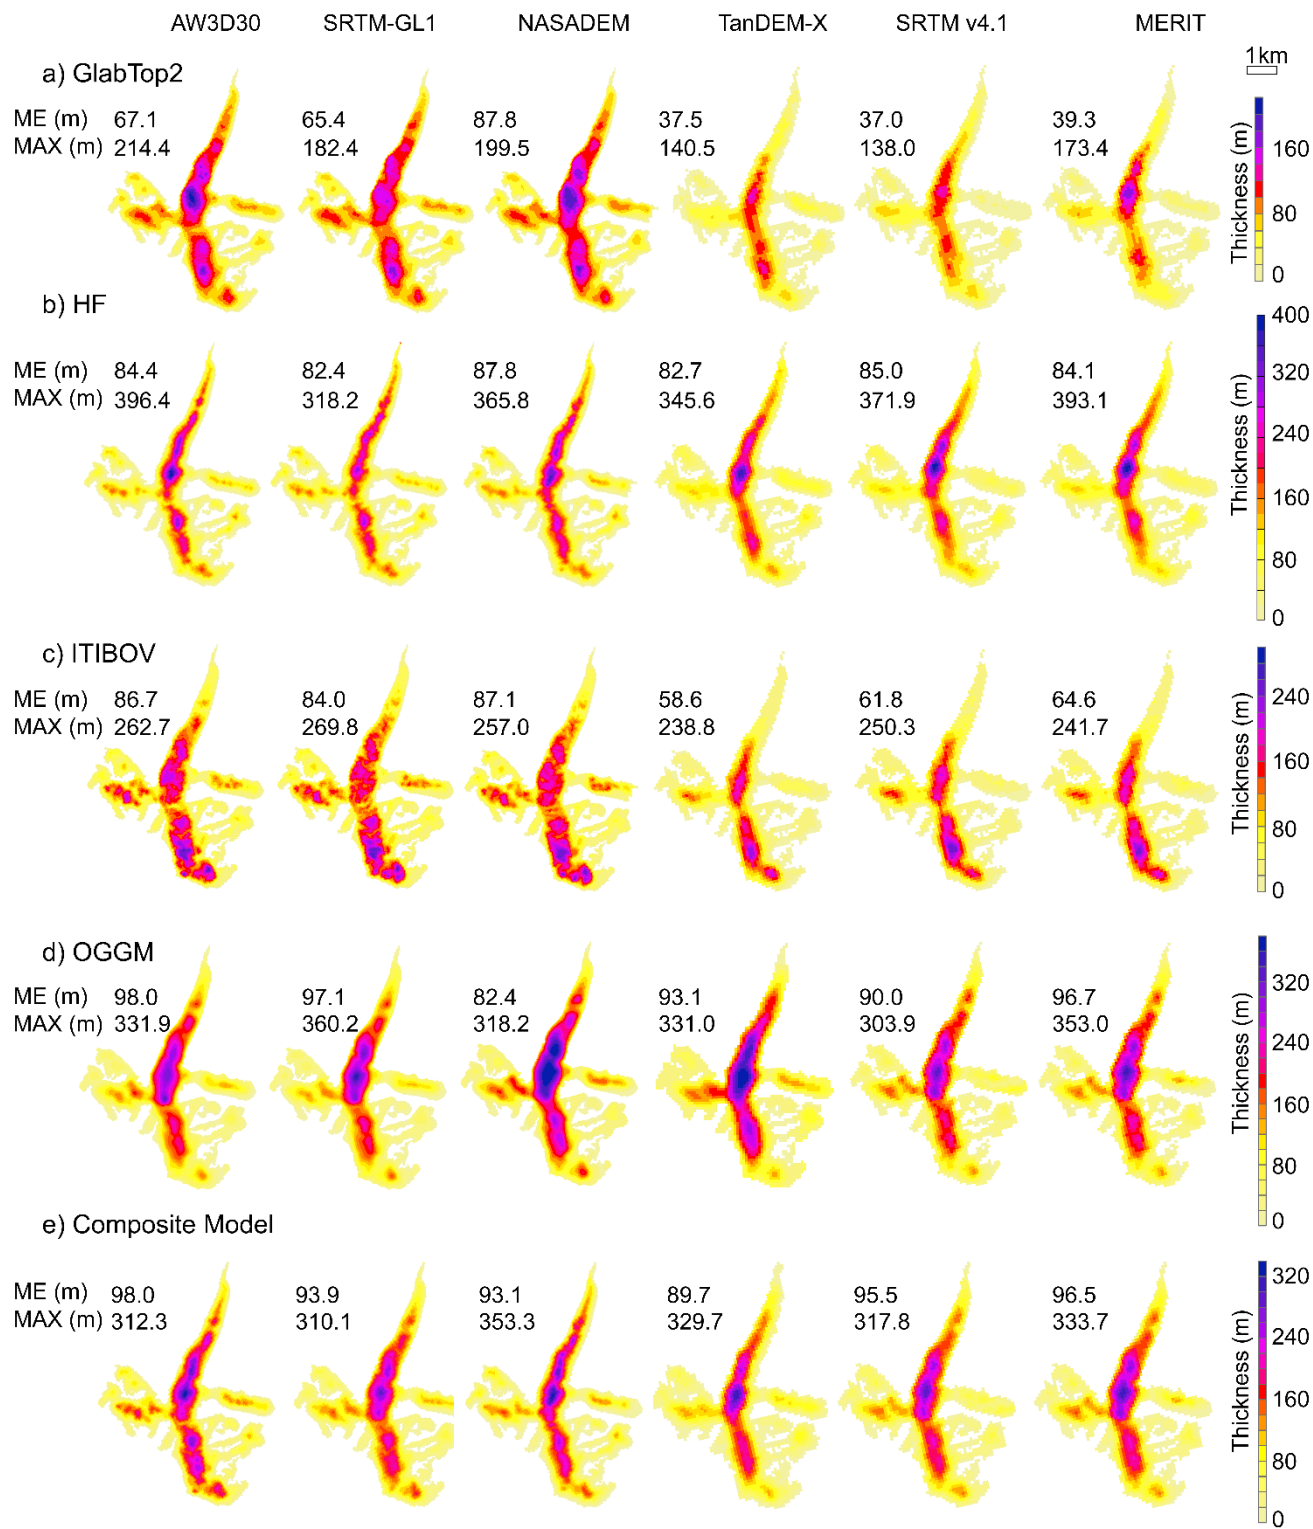 AW3D30 SRTM-GL1 NASADEM TanDEM-X SRTM v4.1 MERIT
1km
a) GlabTop2
ME (m) 67.1 65.4 87.8 37.5 37.0 39.3
MAX (m) 214.4 182.4 199.5 140.5 138.0 173.4
Thickness (m)
160
80
0
b) HF
ME (m) 84.4 82.4 87.8 82.7 85.0 84.1
MAX (m) 396.4 318.2 365.8 345.6 371.9 393.1
Thickness (m)
400
320
240
160
80
0
c) ITIBOV
ME (m) 86.7 84.0 87.1 58.6 61.8 64.6
MAX (m) 262.7 269.8 257.0 238.8 250.3 241.7
Thickness (m)
240
160
80
0
d) OGGM
ME (m) 98.0 97.1 82.4 93.1 90.0 96.7
MAX (m) 331.9 360.2 318.2 331.0 303.9 353.0
Thickness (m)
320
240
160
80
0
e) Composite Model
ME (m) 98.0 93.9 93.1 89.7 95.5 96.5
MAX (m) 312.3 310.1 353.3 329.7 317.8 333.7
Thickness (m)
320
240
160
80
0